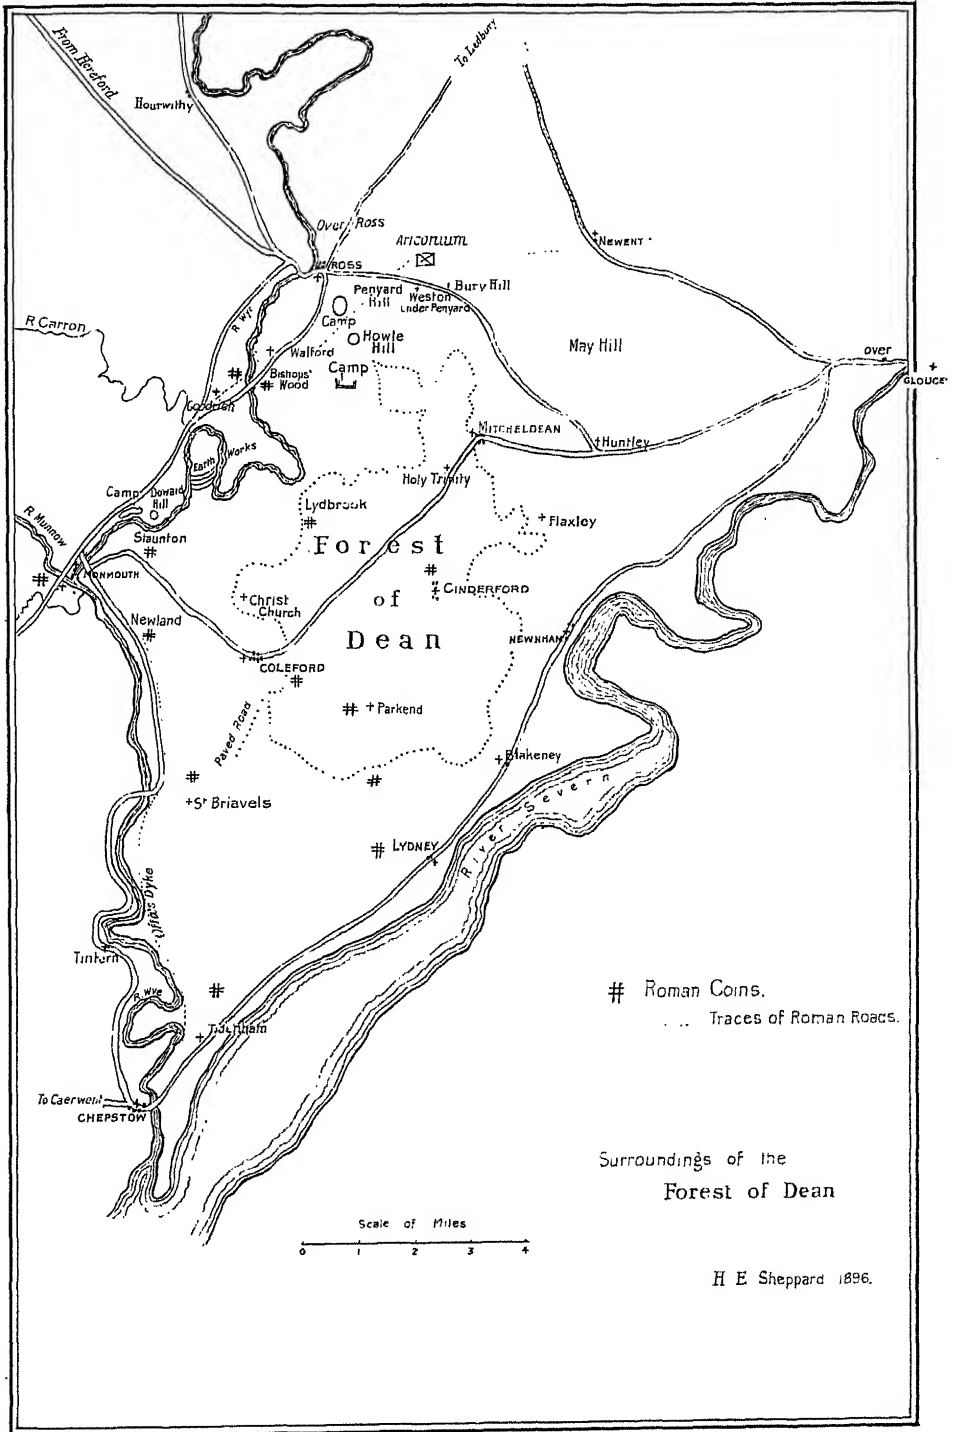 To Ledbury
From Hereford
Hourwithy
Over Ross
Ariconium
NEWENT
ROSS
Penyard
Hill
Weston
under Penyard
Bury Hill
R Wye
Camp
R Carron
Howle
Hill
May Hill
over
Walford
Camp
Bishops'
Wood
GLOUCE
Goodrich
MITCHELDEAN
Huntley
Earth Works
Holy Trinity
Camp
Doward
Hill
Lydbrook
R Munnow
Flaxley
Staunton
Forest
MONMOUTH
CINDERFORD
of
Christ
Church
Newland
Dean
NEWNHAM
COLEFORD
Parkend
Paved Road
Blakeney
St Briavels
River Severn
LYDNEY
Offa's Dyke
Tintern
R Wye
# Roman Coins.
. ... Traces of Roman Roads.
To Caerwent
CHEPSTOW
Surroundings of the
Forest of Dean
Scale of Miles
0 1 2 3 4
H E Sheppard 1896.